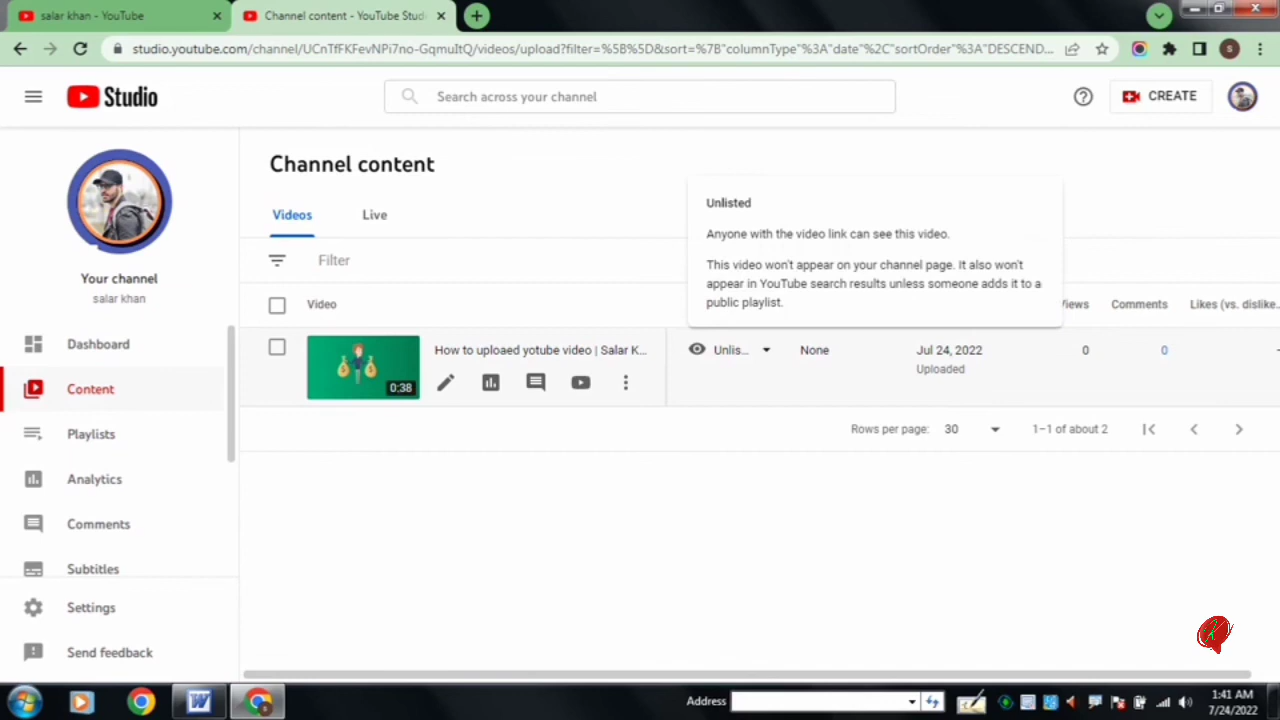 salar khan - YouTube
Channel content - YouTube Stud
studio.youtube.com/channel/UCnTfFKFevNPi7no-GqmuItQ/videos/upload?filter=%5B%5D&sort=%7B"columnType"%3A"date"%2C"sortOrder"%3A"DESCEND...
Studio
Search across your channel
CREATE
Channel content
Videos
Live
Filter
Unlisted
Anyone with the video link can see this video.
This video won't appear on your channel page. It also won't
appear in YouTube search results unless someone adds it to a
public playlist.
Your channel
salar khan
Video
Views
Comments
Likes (vs. dislike...
How to uploaed yotube video | Salar K...
0:38
Unlis...
None
Jul 24, 2022
Uploaded
0
0
Rows per page:
30
1–1 of about 2
Dashboard
Content
Playlists
Analytics
Comments
Subtitles
Settings
Send feedback
Address
1:41 AM
7/24/2022